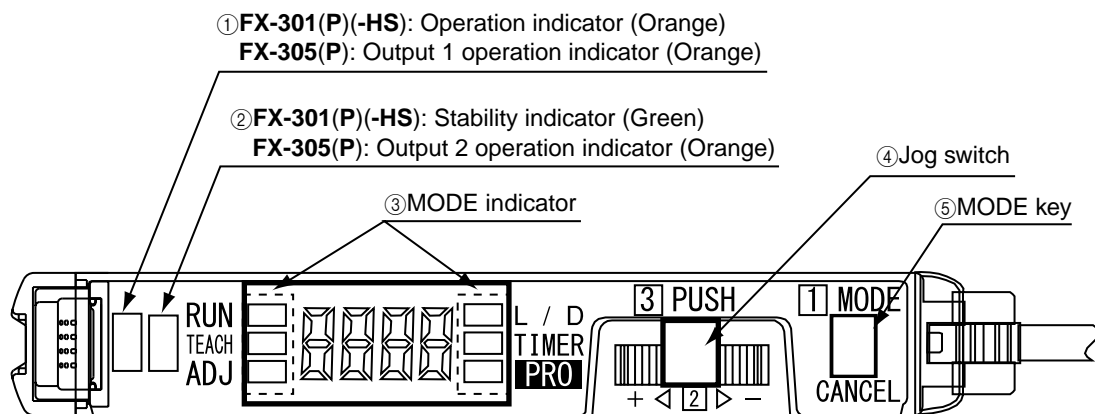 ①FX-301(P)(-HS): Operation indicator (Orange)
FX-305(P): Output 1 operation indicator (Orange)
②FX-301(P)(-HS): Stability indicator (Green)
FX-305(P): Output 2 operation indicator (Orange)
④Jog switch
③MODE indicator
⑤MODE key
3 PUSH
1 MODE
RUN
L / D
TEACH
TIMER
ADJ
PRO
+ ◁ 2 ▷ −
CANCEL